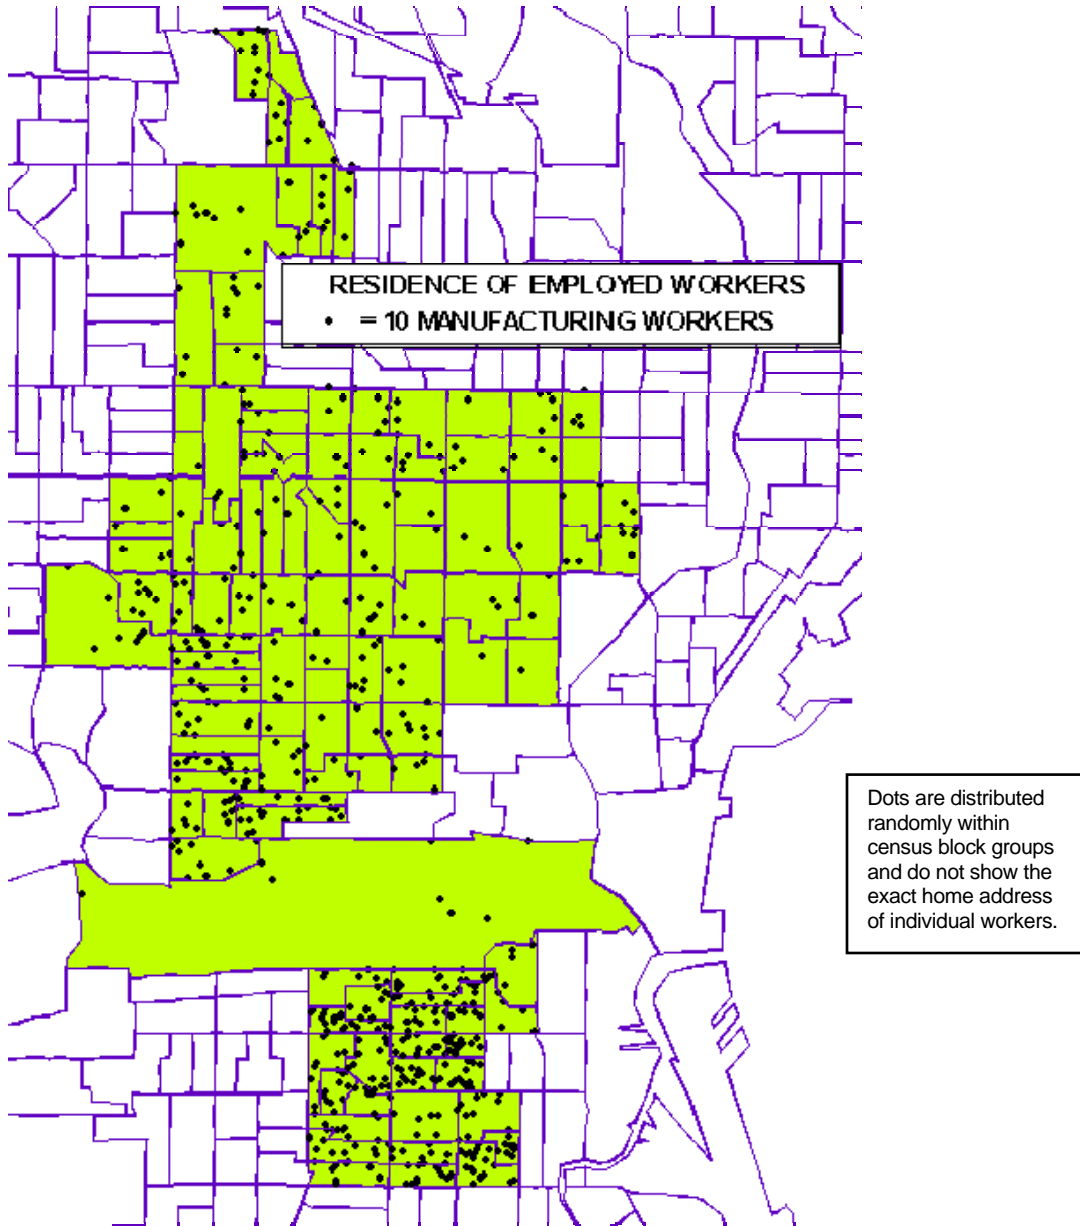 RESIDENCE OF EMPLOYED WORKERS
• = 10 MANUFACTURING WORKERS
Dots are distributed
randomly within
census block groups
and do not show the
exact home address
of individual workers.